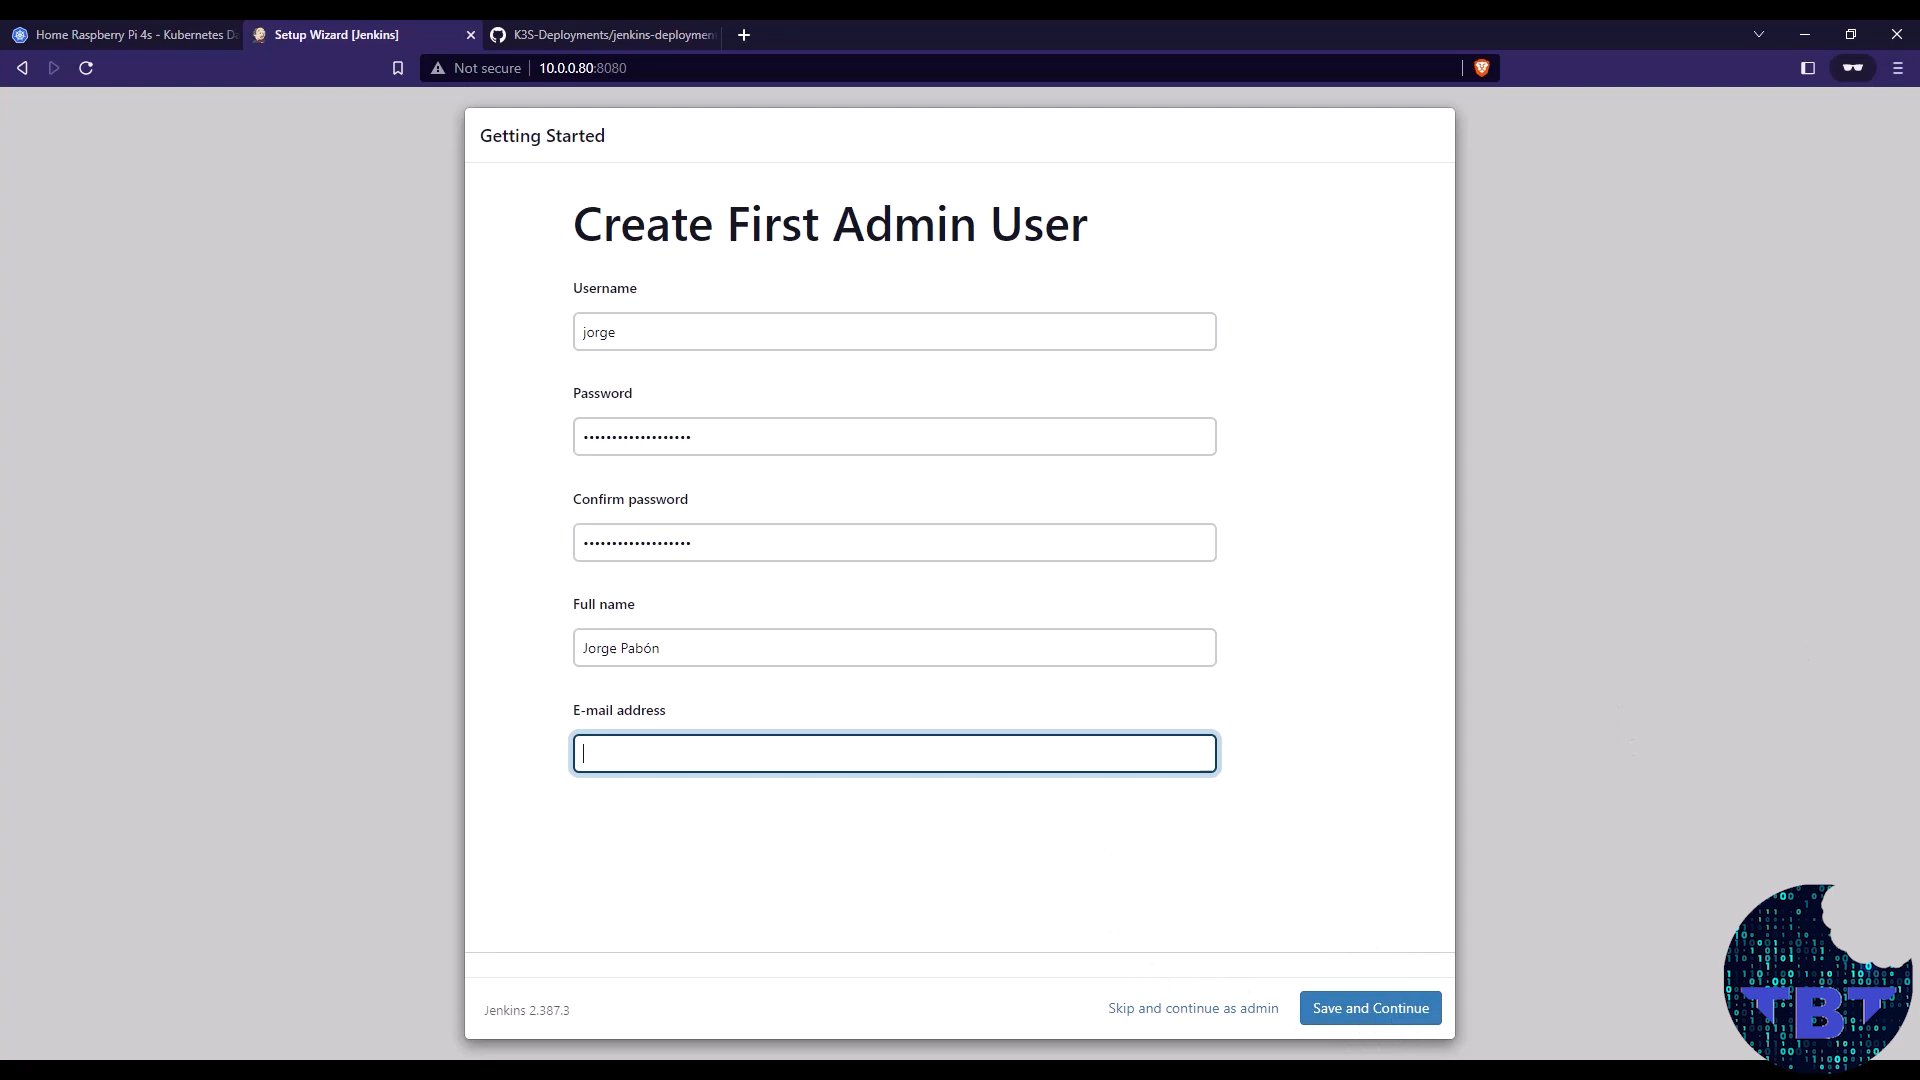 Home Raspberry Pi 4s - Kubernetes Da
Setup Wizard [Jenkins]
K3S-Deployments/jenkins-deploymen
Not secure
10.0.0.80:8080
Getting Started
Create First Admin User
Username
jorge
Password
•••••••••••••••••••
Confirm password
•••••••••••••••••••
Full name
Jorge Pabón
E-mail address
Jenkins 2.387.3
Skip and continue as admin
Save and Continue
TBT